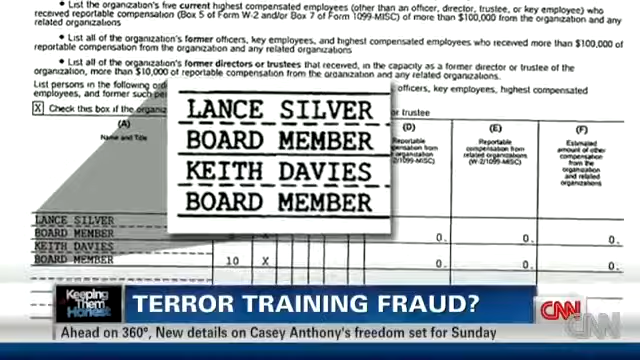 • List the organization's five current highest compensated employees (other than an officer, director, trustee, or key employee) who
received reportable compensation (Box 5 of Form W-2 and/or Box 7 of Form 1099-MISC) of more than $100,000 from the organization and any
related organizations
• List all of the organization's former officers, key employees, and highest compensated employees who received more than $100,000 of
reportable compensation from the organization and any related organizations.
• List all of the organization's former directors or trustees that received, in the capacity as a former director or trustee of the
organization, more than $10,000 of reportable compensation from the organization and any related organizations.
List persons in the following officers, key employees, highest compensated
employees, and former such
X Check this box if the or trustee
(A)
Name and Title
(D)
Reportable
from
organization
(W-2/1099-MISC)
(E)
Reportable
compensation from
related organizations
(W-2/1099-MISC)
(F)
Estimated
amount of other
compensation
from the
organization
and related
organizations
LANCE SILVER
BOARD MEMBER
KEITH DAVIES
BOARD MEMBER
LANCE SILVER
BOARD MEMBER 0. 0. 0.
KEITH DAVIES
BOARD MEMBER 10 X 0. 0. 0.
Keeping
Them
Honest
TERROR TRAINING FRAUD?
CNN
CNN
Ahead on 360°, New details on Casey Anthony's freedom set for Sunday